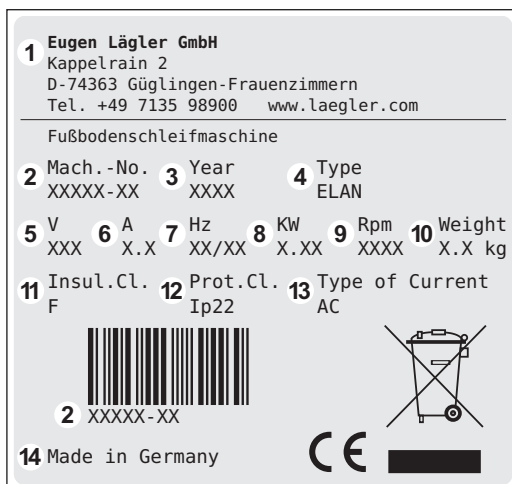 1 Eugen Lägler GmbH
Kappelrain 2
D-74363 Güglingen-Frauenzimmern
Tel. +49 7135 98900 www.laegler.com
Fußbodenschleifmaschine
2 Mach.-No. 3 Year 4 Type
XXXXX-XX XXXX ELAN
5 V 6 A 7 Hz 8 KW 9 Rpm 10 Weight
XXX X.X XX/XX X.XX XXXX X.X kg
11 Insul.Cl. 12 Prot.Cl. 13 Type of Current
F Ip22 AC
2 XXXXX-XX
14 Made in Germany CE